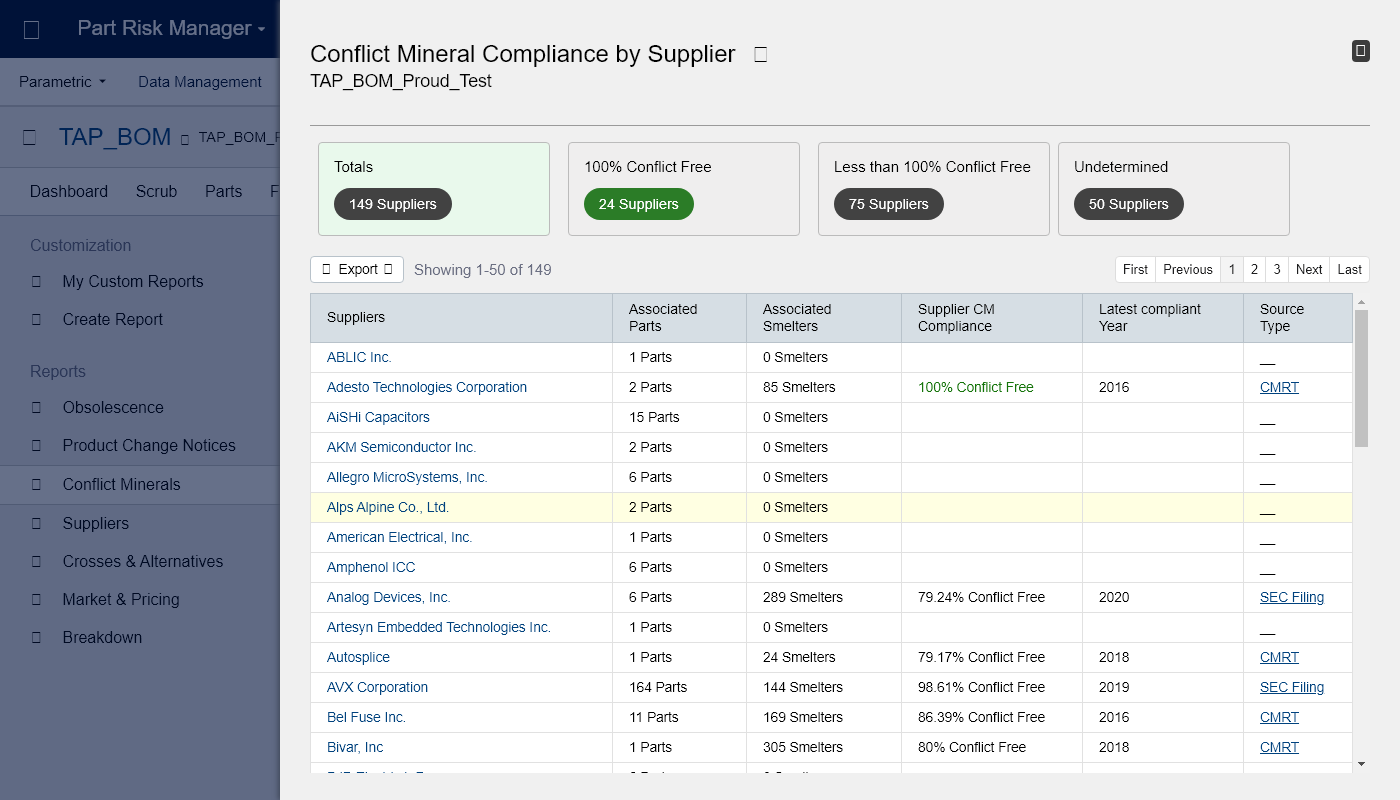 Part Risk Manager
Parametric Data Management
TAP_BOM TAP_BOM_
Dashboard Scrub Parts
Customization
My Custom Reports
Create Report
Reports
Obsolescence
Product Change Notices
Conflict Minerals
Suppliers
Crosses & Alternatives
Market & Pricing
Breakdown
Conflict Mineral Compliance by Supplier
TAP_BOM_Proud_Test
Totals
149 Suppliers
100% Conflict Free
24 Suppliers
Less than 100% Conflict Free
75 Suppliers
Undetermined
50 Suppliers
Export Showing 1-50 of 149
First Previous 1 2 3 Next Last
Suppliers Associated Parts Associated Smelters Supplier CM Compliance Latest compliant Year Source Type
ABLIC Inc. 1 Parts 0 Smelters __
Adesto Technologies Corporation 2 Parts 85 Smelters 100% Conflict Free 2016 CMRT
AiSHi Capacitors 15 Parts 0 Smelters __
AKM Semiconductor Inc. 2 Parts 0 Smelters __
Allegro MicroSystems, Inc. 6 Parts 0 Smelters __
Alps Alpine Co., Ltd. 2 Parts 0 Smelters __
American Electrical, Inc. 1 Parts 0 Smelters __
Amphenol ICC 6 Parts 0 Smelters __
Analog Devices, Inc. 6 Parts 289 Smelters 79.24% Conflict Free 2020 SEC Filing
Artesyn Embedded Technologies Inc. 1 Parts 0 Smelters __
Autosplice 1 Parts 24 Smelters 79.17% Conflict Free 2018 CMRT
AVX Corporation 164 Parts 144 Smelters 98.61% Conflict Free 2019 SEC Filing
Bel Fuse Inc. 11 Parts 169 Smelters 86.39% Conflict Free 2016 CMRT
Bivar, Inc 1 Parts 305 Smelters 80% Conflict Free 2018 CMRT